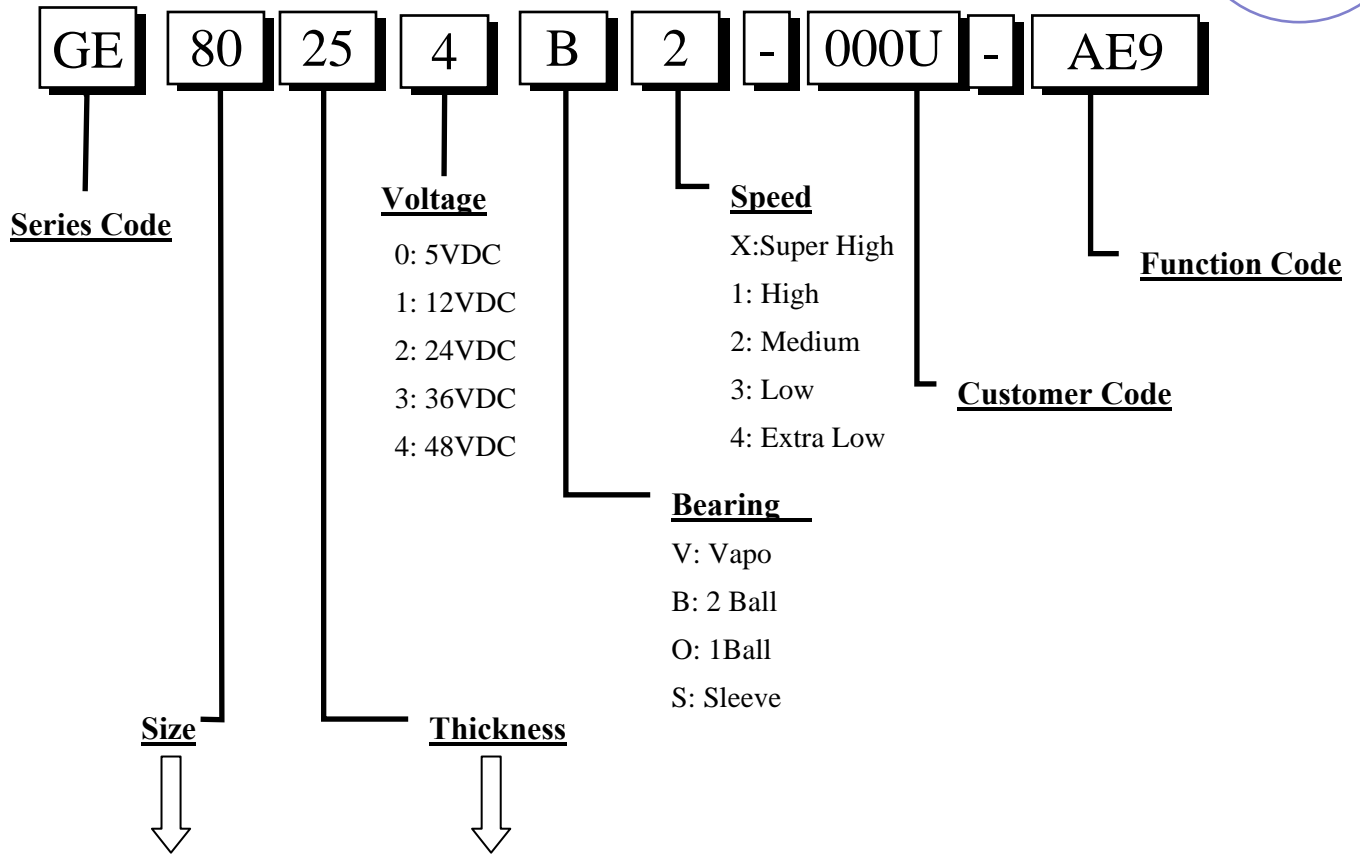 GE 80 25 4 B 2 - 000U - AE9
Series Code
Voltage
0: 5VDC
1: 12VDC
2: 24VDC
3: 36VDC
4: 48VDC
Speed
X:Super High
1: High
2: Medium
3: Low
4: Extra Low
Function Code
Customer Code
Bearing
V: Vapo
B: 2 Ball
O: 1Ball
S: Sleeve
Size
Thickness